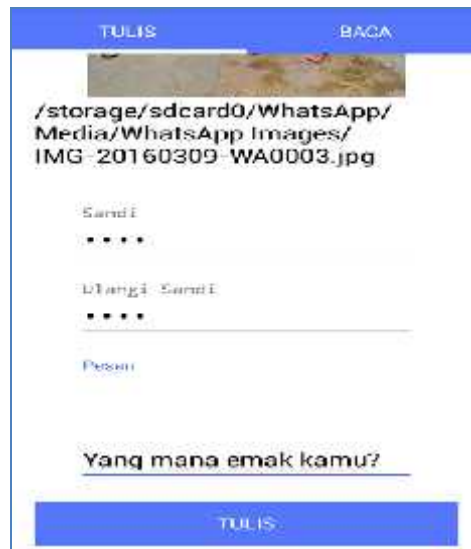 TULIS BACA
/storage/sdcard0/WhatsApp/
Media/WhatsApp Images/
IMG-20160309-WA0003.jpg
Sandi
••••
Ulangi Sandi
••••
Pesan
Yang mana emak kamu?
TULIS